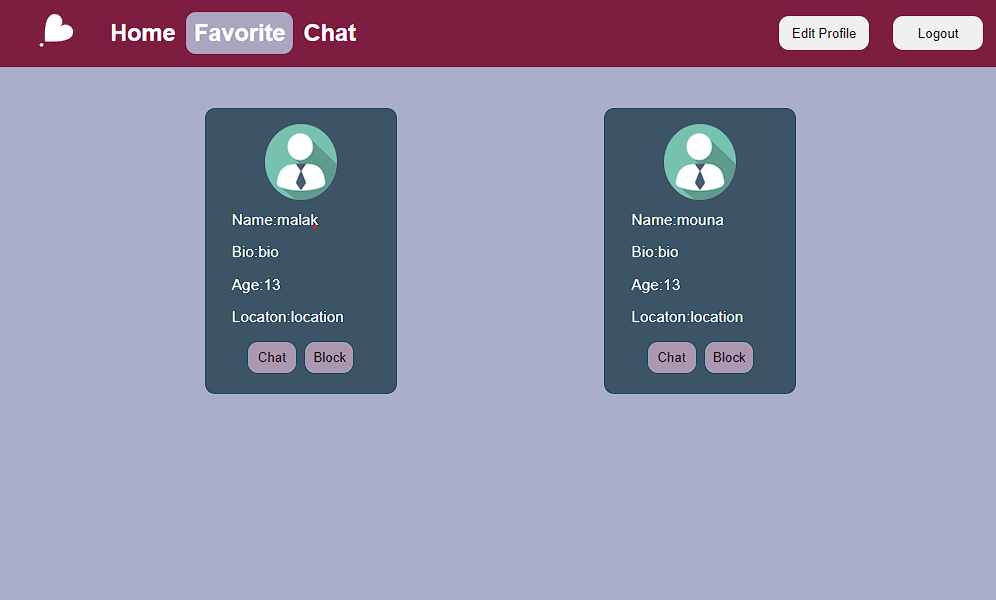 Home Favorite Chat Edit Profile Logout
Name:malak
Bio:bio
Age:13
Locaton:location
Chat Block
Name:mouna
Bio:bio
Age:13
Locaton:location
Chat Block